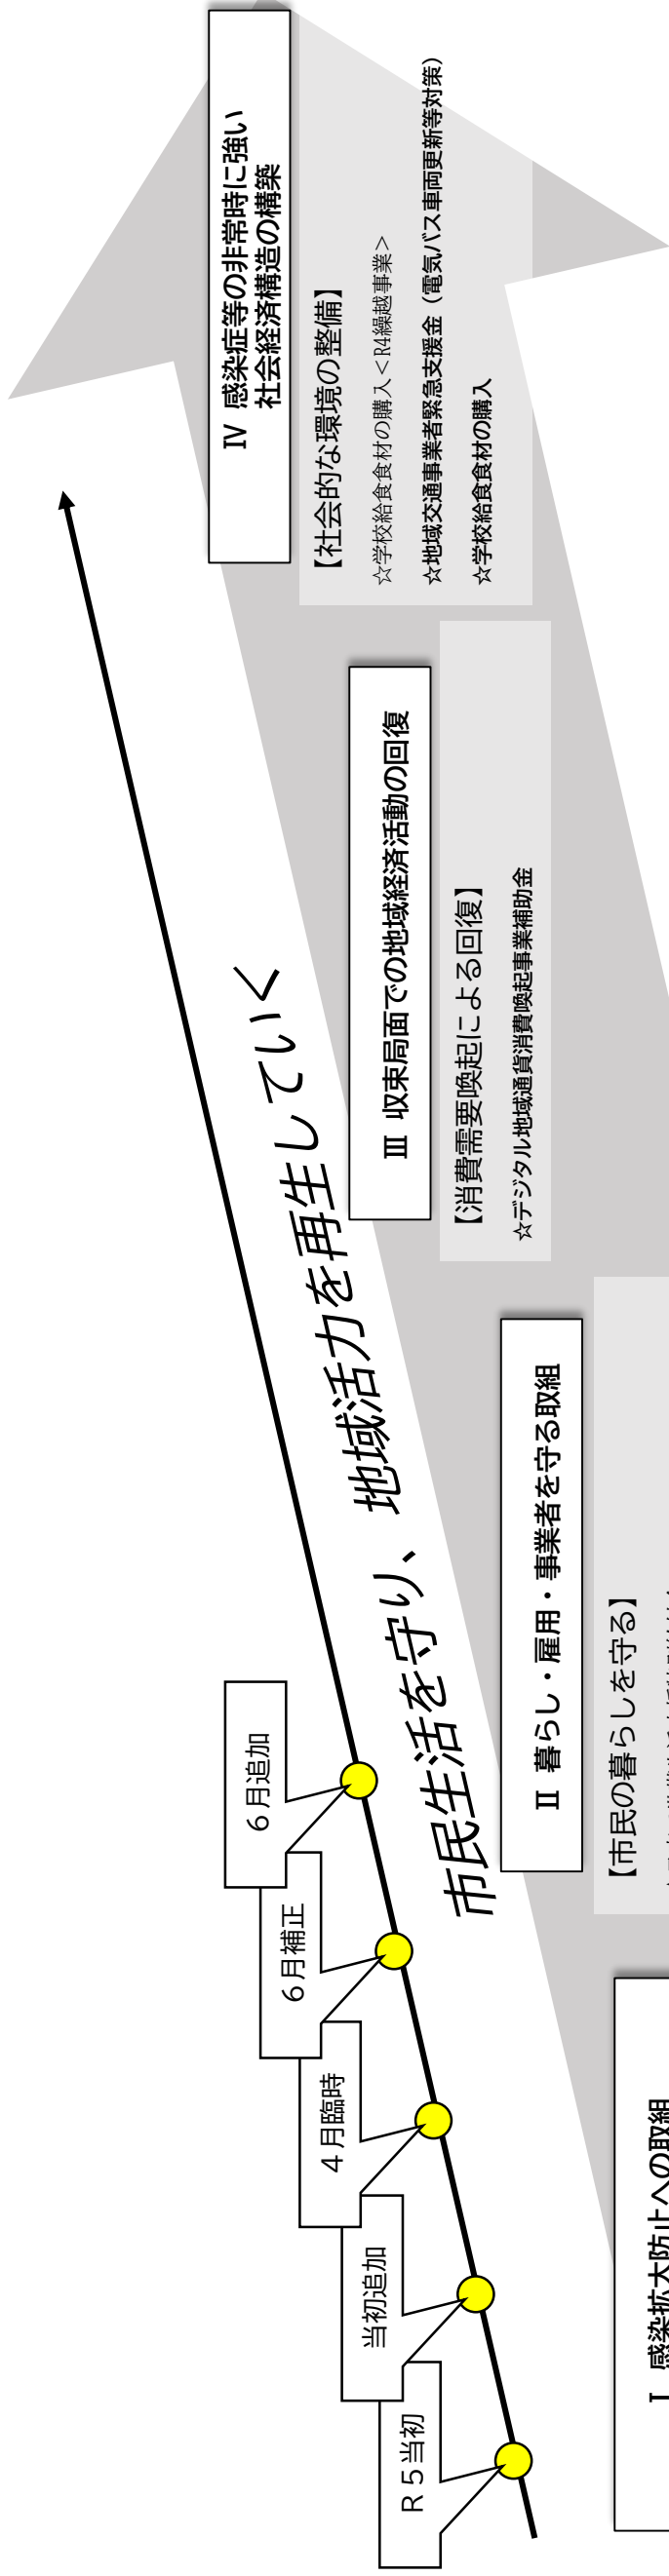 R５当初
当初追加
４月臨時
６月補正
６月追加
市民生活を守り、地域活力を再生していく
Ⅰ 感染拡大防止への取組
Ⅱ 暮らし・雇用・事業者を守る取組
【市民の暮らしを守る】
Ⅲ 収束局面での地域経済活動の回復
【消費需要喚起による回復】
☆デジタル地域通貨消費喚起事業補助金
Ⅳ 感染症等の非常時に強い
社会経済構造の構築
【社会的な環境の整備】
☆学校給食食材の購入＜R4繰越事業＞
☆地域交通事業者緊急支援金（電気バス車両更新等対策）
☆学校給食食材の購入